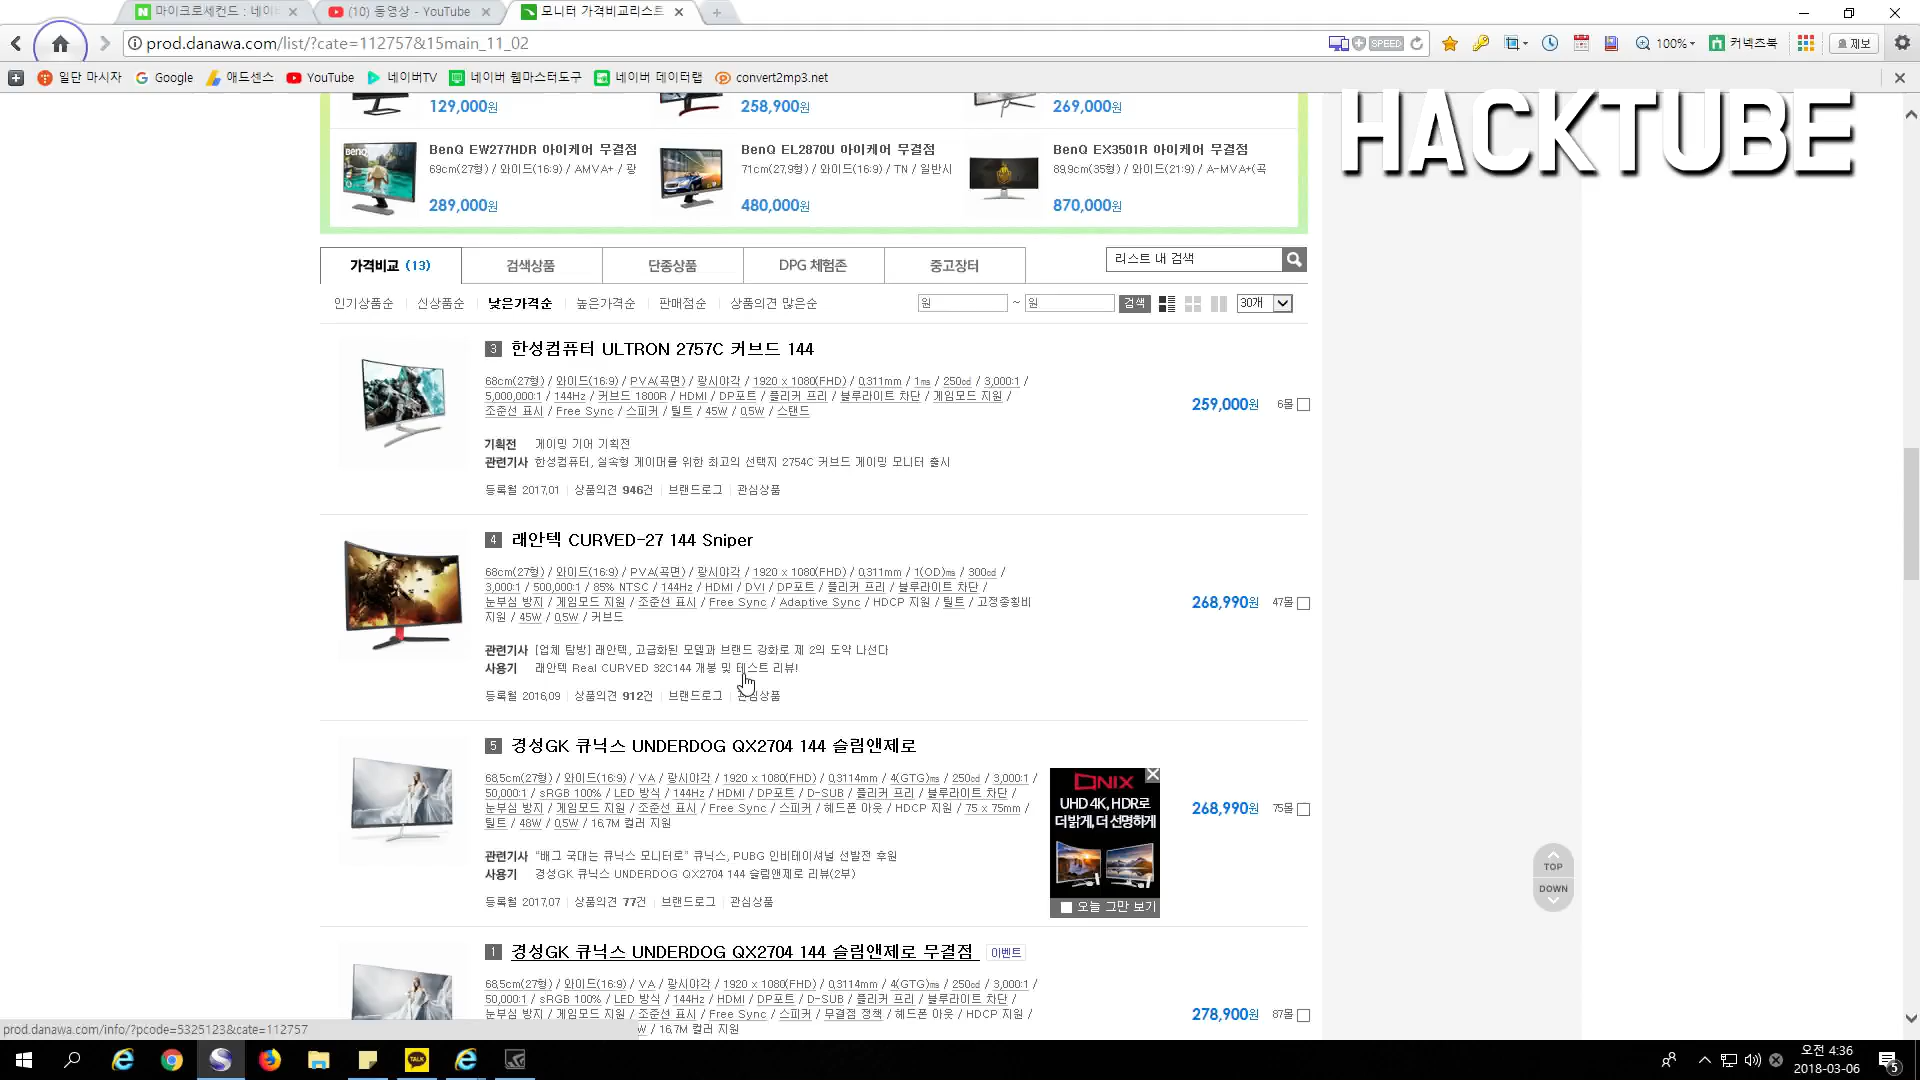 마이크로세컨드 : 네이
(10) 동영상 - YouTube
모니터 가격비교리스트
prod.danawa.com/list/?cate=112757&15main_11_02
SPEED
100%
커넥츠북
제보
일단 마시자
Google
애드센스
YouTube
네이버TV
네이버 웹마스터도구
네이버 데이터랩
convert2mp3.net
HACKTUBE
129,000원
258,900원
269,000원
BenQ EW277HDR 아이케어 무결점
69cm(27형) / 와이드(16:9) / AMVA+ / 광
289,000원
BenQ EL2870U 아이케어 무결점
71cm(27.9형) / 와이드(16:9) / TN / 일반시
480,000원
BenQ EX3501R 아이케어 무결점
89.9cm(35형) / 와이드(21:9) / A-MVA+(곡
870,000원
가격비교 (13)
검색상품
단종상품
DPG 체험존
중고장터
리스트 내 검색
인기상품순
신상품순
낮은가격순
높은가격순
판매점순
상품의견 많은순
원 ~ 원 검색
30개
3 한성컴퓨터 ULTRON 2757C 커브드 144
68cm(27형) / 와이드(16:9) / PVA(곡면) / 광시야각 / 1920 x 1080(FHD) / 0.311mm / 1ms / 250cd / 3,000:1 /
5,000,000:1 / 144Hz / 커브드 1800R / HDMI / DP포트 / 플리커 프리 / 블루라이트 차단 / 게임모드 지원 /
조준선 표시 / Free Sync / 스피커 / 틸트 / 45W / 0.5W / 스탠드
기획전 게이밍 기어 기획전
관련기사 한성컴퓨터, 실속형 게이머를 위한 최고의 선택지 2754C 커브드 게이밍 모니터 출시
등록월 2017.01 상품의견 946건 브랜드로그 관심상품
259,000원 6몰
4 래안텍 CURVED-27 144 Sniper
68cm(27형) / 와이드(16:9) / PVA(곡면) / 광시야각 / 1920 x 1080(FHD) / 0.311mm / 1(OD)ms / 300cd /
3,000:1 / 500,000:1 / 85% NTSC / 144Hz / HDMI / DVI / DP포트 / 플리커 프리 / 블루라이트 차단 /
눈부심 방지 / 게임모드 지원 / 조준선 표시 / Free Sync / Adaptive Sync / HDCP 지원 / 틸트 / 고정종횡비
지원 / 45W / 0.5W / 커브드
관련기사 [업체 탐방] 래안텍, 고급화된 모델과 브랜드 강화로 제 2의 도약 나선다
사용기 래안텍 Real CURVED 32C144 개봉 및 테스트 리뷰!
등록월 2016.09 상품의견 912건 브랜드로그 관심상품
268,990원 47몰
5 경성GK 큐닉스 UNDERDOG QX2704 144 슬림앤제로
68.5cm(27형) / 와이드(16:9) / VA / 광시야각 / 1920 x 1080(FHD) / 0.3114mm / 4(GTG)ms / 250cd / 3,000:1 /
50,000:1 / sRGB 100% / LED 방식 / 144Hz / HDMI / DP포트 / D-SUB / 플리커 프리 / 블루라이트 차단 /
눈부심 방지 / 게임모드 지원 / 조준선 표시 / Free Sync / 스피커 / 헤드폰 아웃 / HDCP 지원 / 75 x 75mm /
틸트 / 48W / 0.5W / 16.7M 컬러 지원
관련기사 “배그 국대는 큐닉스 모니터로” 큐닉스, PUBG 인비테이셔널 선발전 후원
사용기 경성GK 큐닉스 UNDERDOG QX2704 144 슬림앤제로 리뷰(2부)
등록월 2017.07 상품의견 77건 브랜드로그 관심상품
268,990원 75몰
QNIX
UHD 4K, HDR로
더 밝게, 더 선명하게
오늘 그만 보기
TOP
DOWN
1 경성GK 큐닉스 UNDERDOG QX2704 144 슬림앤제로 무결점 이벤트
68.5cm(27형) / 와이드(16:9) / VA / 광시야각 / 1920 x 1080(FHD) / 0.3114mm / 4(GTG)ms / 250cd / 3,000:1 /
50,000:1 / sRGB 100% / LED 방식 / 144Hz / HDMI / DP포트 / D-SUB / 플리커 프리 / 블루라이트 차단 /
눈부심 방지 / 게임모드 지원 / 조준선 표시 / Free Sync / 스피커 / 무결점 정책 / 헤드폰 아웃 / HDCP 지원 /
/ 16.7M 컬러 지원
278,900원 87몰
prod.danawa.com/info/?pcode=5325123&cate=112757
TALK
오전 4:36
2018-03-06
5